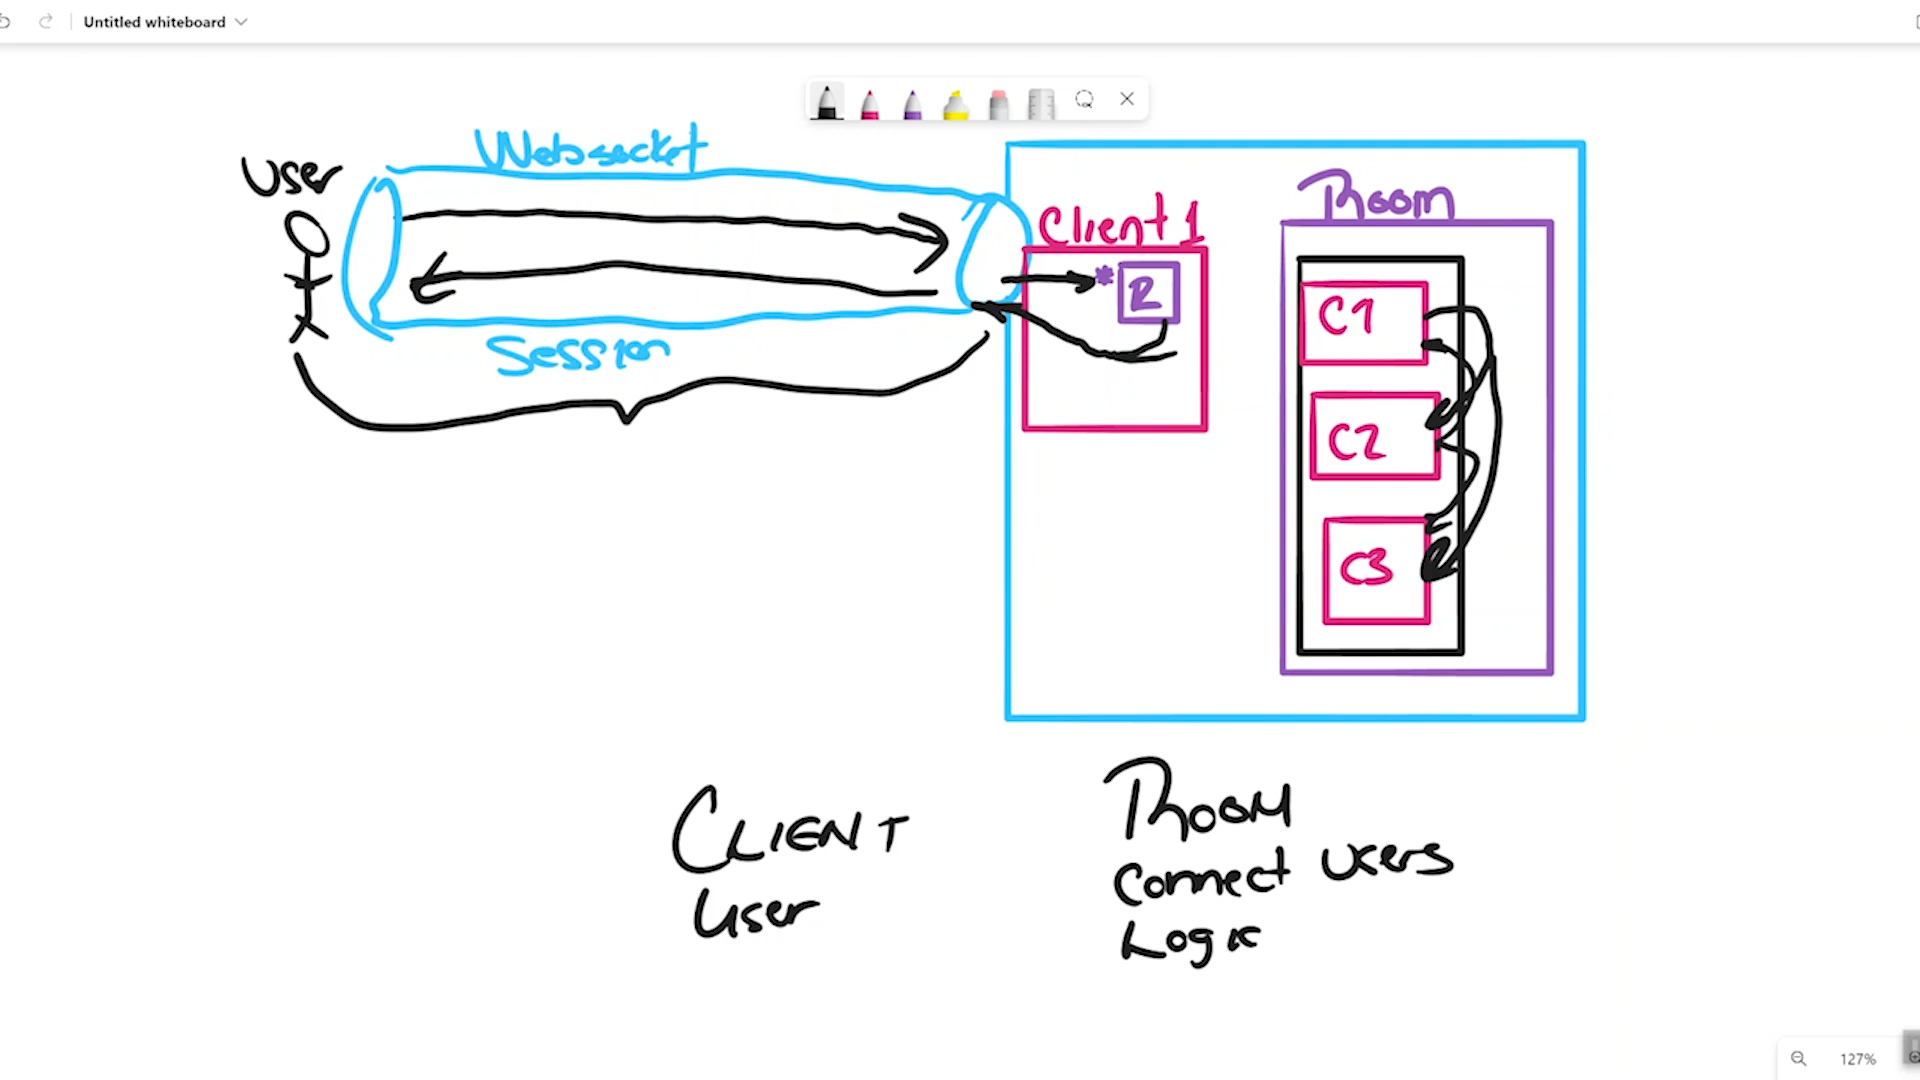 Untitled whiteboard
Websocket
User
Session
Client 1
R
Room
C1
C2
C3
CLIENT
User
ROOM
Connect Users
Logic
127%